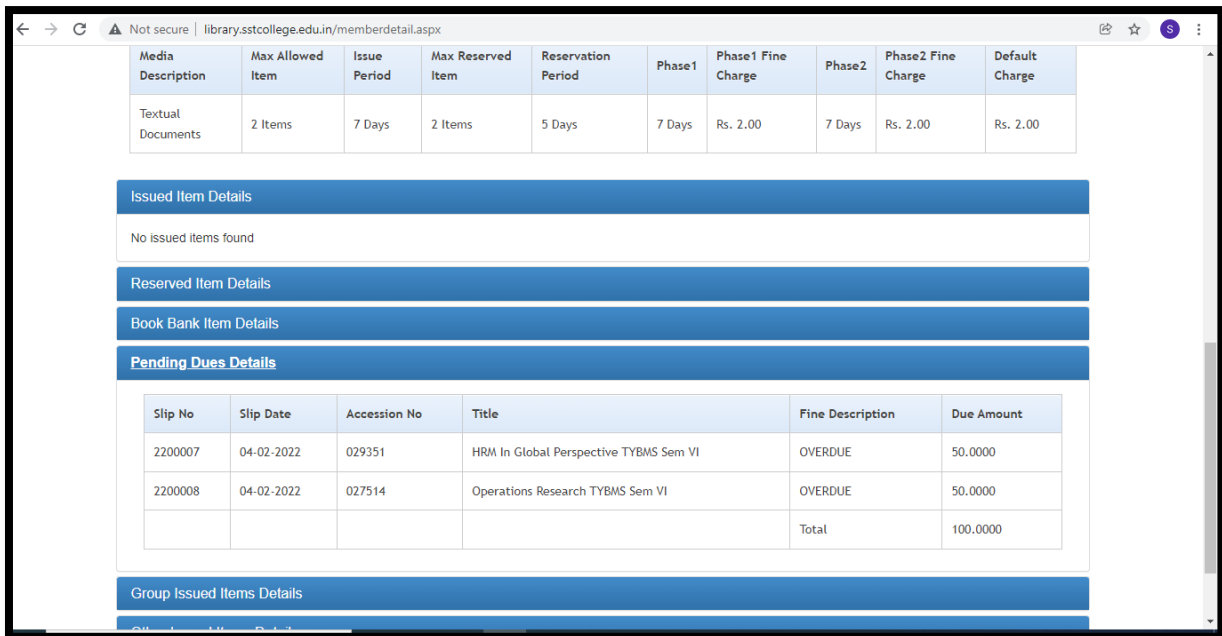 Not secure library.sstcollege.edu.in/memberdetail.aspx
S
Media Description Max Allowed Item Issue Period Max Reserved Item Reservation Period Phase1 Phase1 Fine Charge Phase2 Phase2 Fine Charge Default Charge
Textual Documents 2 Items 7 Days 2 Items 5 Days 7 Days Rs. 2.00 7 Days Rs. 2.00 Rs. 2.00
Issued Item Details
No issued items found
Reserved Item Details
Book Bank Item Details
Pending Dues Details
Slip No Slip Date Accession No Title Fine Description Due Amount
2200007 04-02-2022 029351 HRM In Global Perspective TYBMS Sem VI OVERDUE 50.0000
2200008 04-02-2022 027514 Operations Research TYBMS Sem VI OVERDUE 50.0000
Total 100.0000
Group Issued Items Details